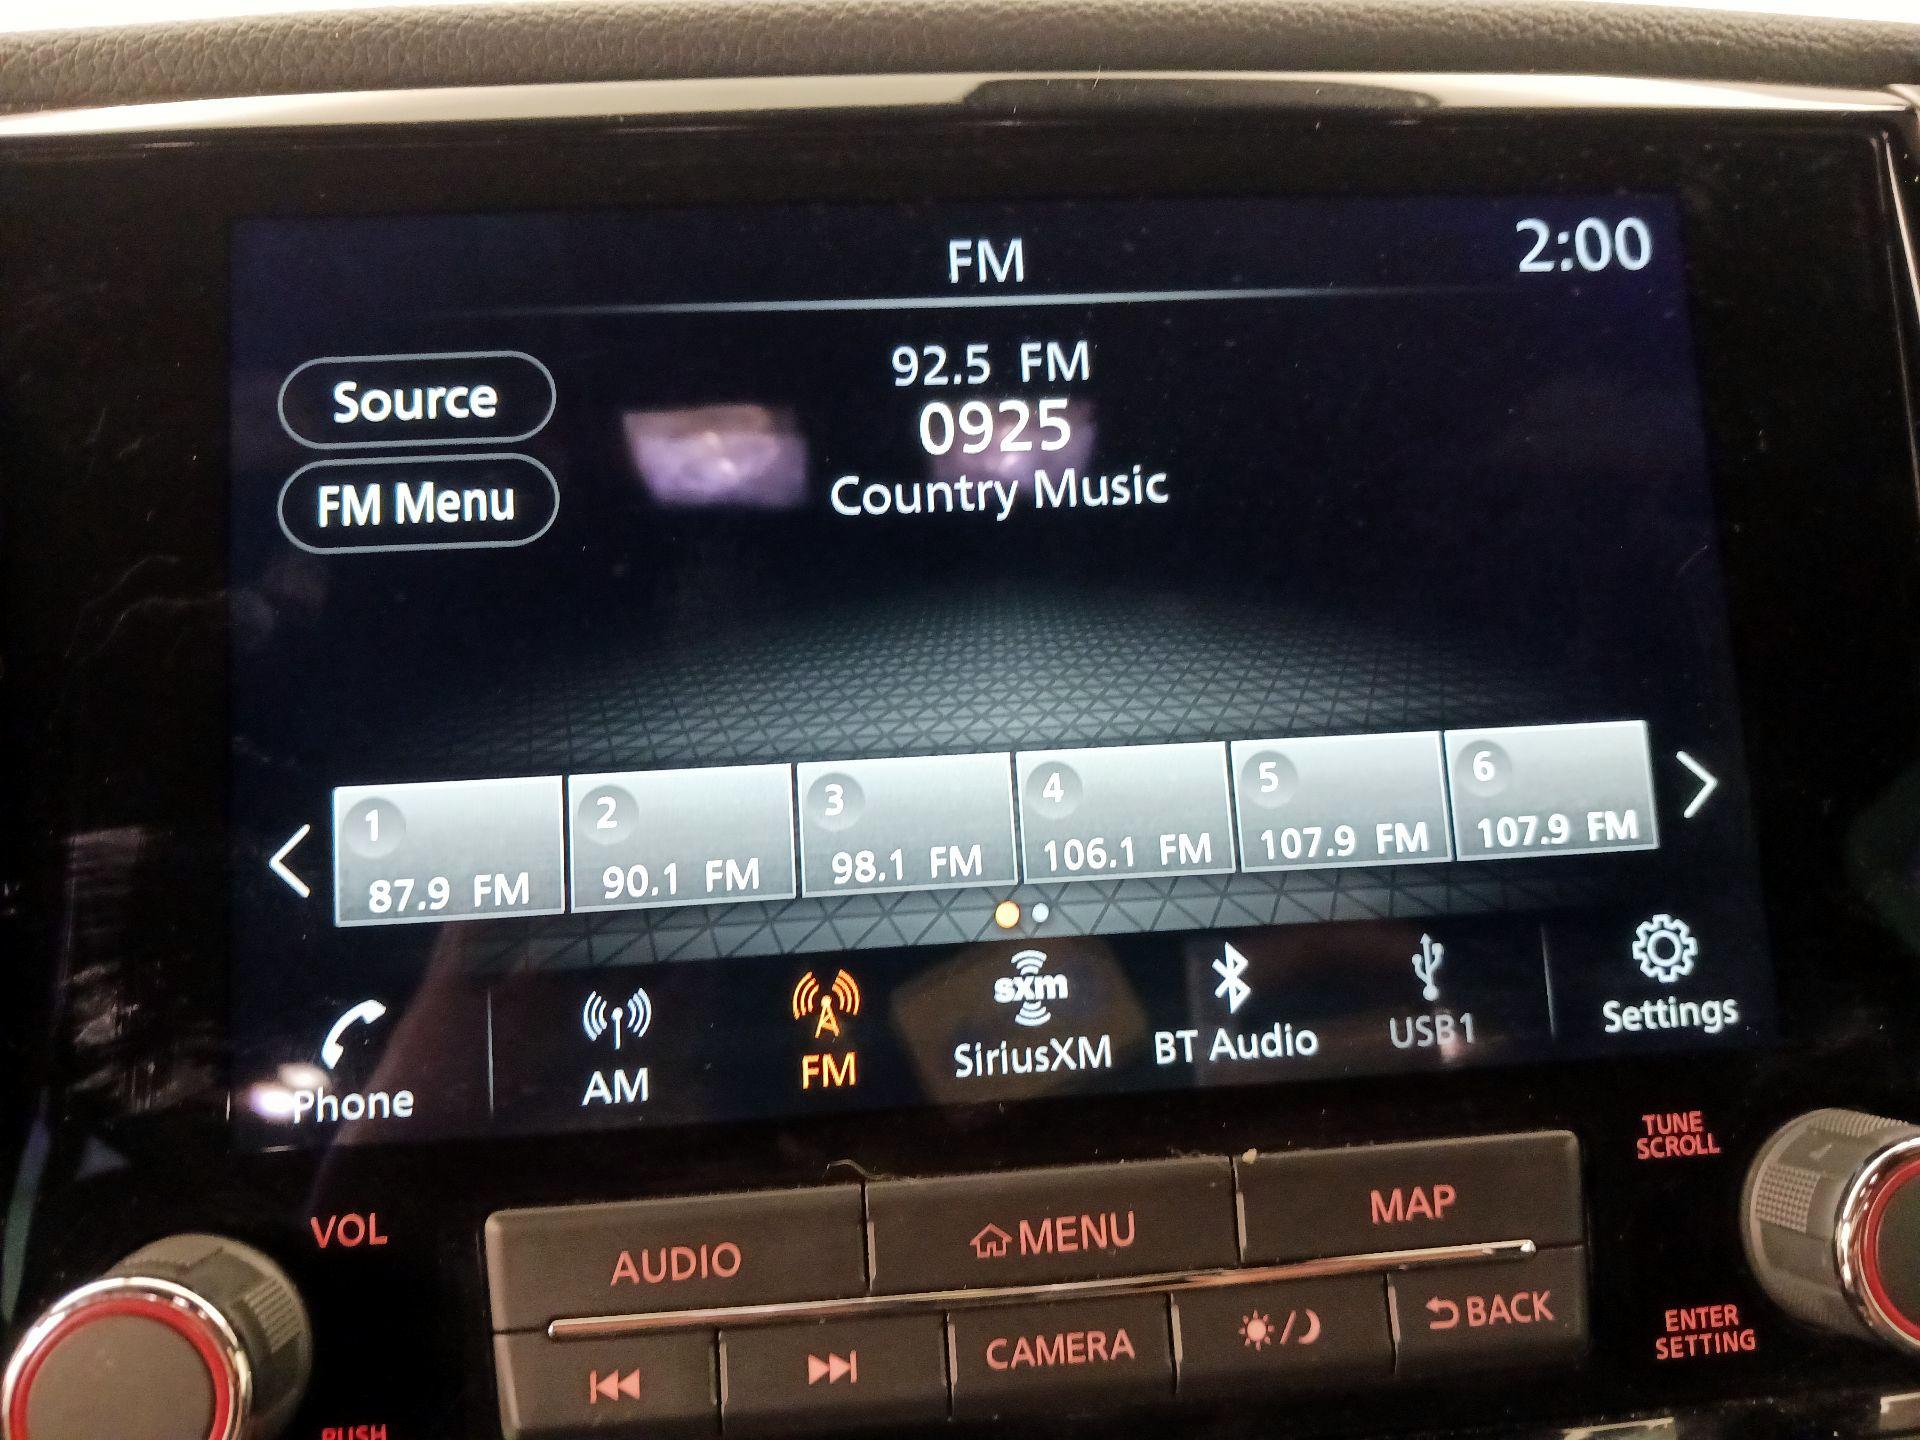 FM
2:00
92.5 FM
0925
Country Music
Source
FM Menu
1
87.9 FM
2
90.1 FM
3
98.1 FM
4
106.1 FM
5
107.9 FM
6
107.9 FM
Phone
AM
FM
sxm
SiriusXM
BT Audio
USB1
Settings
VOL
AUDIO
MENU
MAP
TUNE
SCROLL
CAMERA
BACK
ENTER
SETTING
PUSH